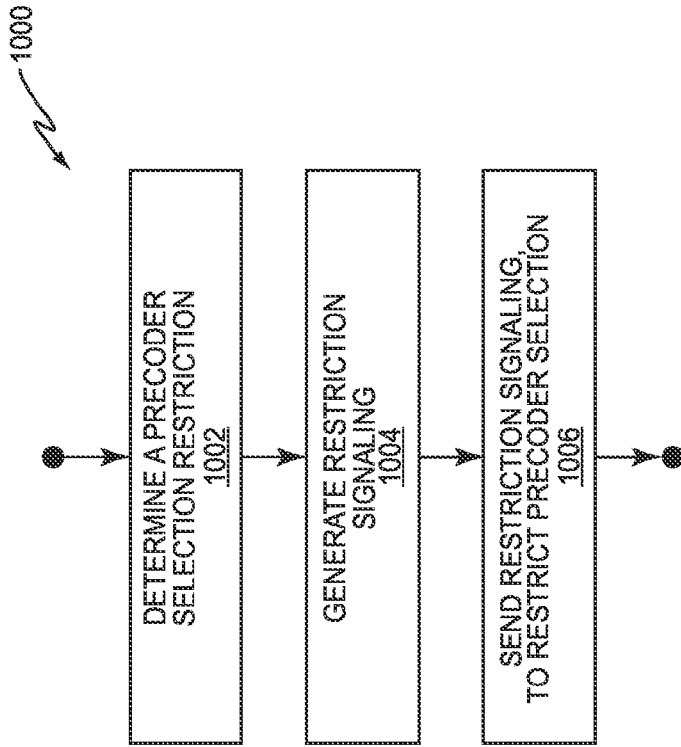 1000
DETERMINE A PRECODER
SELECTION RESTRICTION
1002
GENERATE RESTRICTION
SIGNALING
1004
SEND RESTRICTION SIGNALING,
TO RESTRICT PRECODER SELECTION
1006